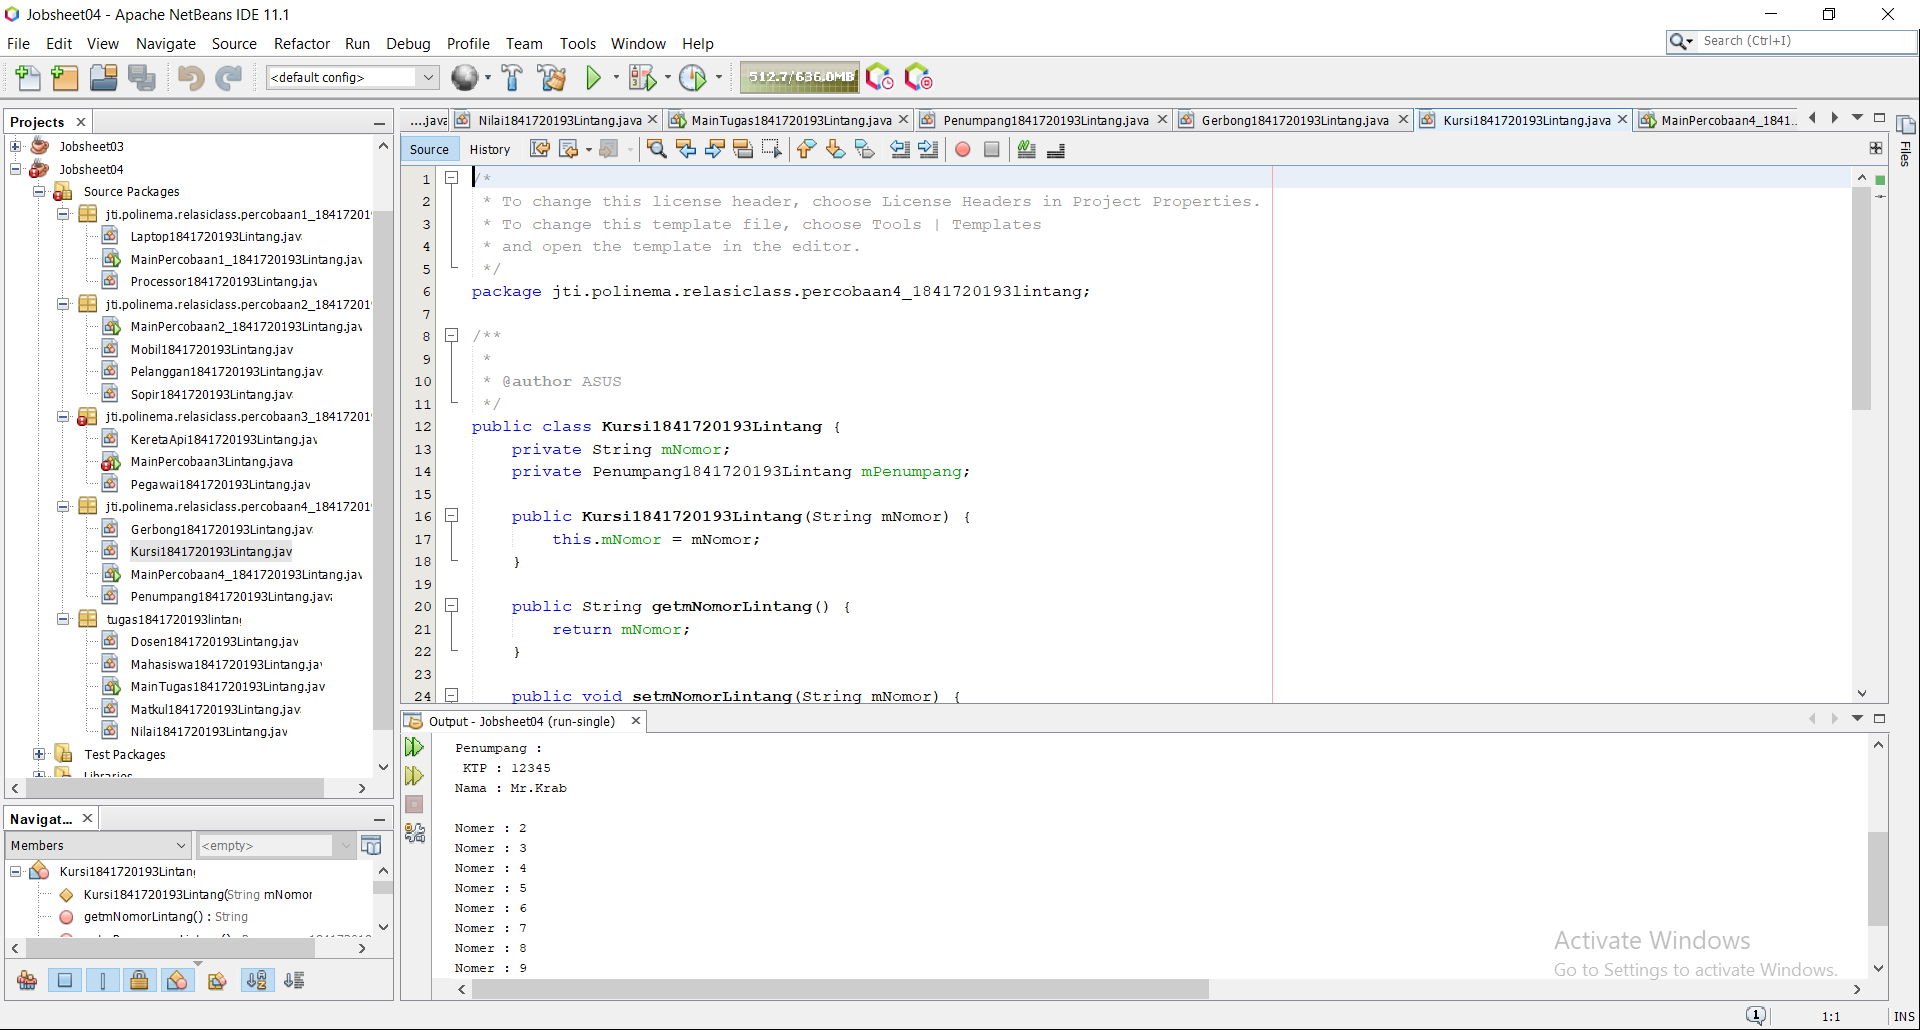 Jobsheet04 - Apache NetBeans IDE 11.1
File Edit View Navigate Source Refactor Run Debug Profile Team Tools Window Help
Search (Ctrl+I)
<default config>
512.7/636.0MB
Projects
Jobsheet03
Jobsheet04
Source Packages
jti.polinema.relasiclass.percobaan1_184172019
Laptop1841720193Lintang.jav
MainPercobaan1_1841720193Lintang.jav
Processor1841720193Lintang.jav
jti.polinema.relasiclass.percobaan2_184172019
MainPercobaan2_1841720193Lintang.jav
Mobil1841720193Lintang.jav
Pelanggan1841720193Lintang.jav
Sopir1841720193Lintang.jav
jti.polinema.relasiclass.percobaan3_184172019
KeretaApi1841720193Lintang.jav
MainPercobaan3Lintang.java
Pegawai1841720193Lintang.jav
jti.polinema.relasiclass.percobaan4_184172019
Gerbong1841720193Lintang.jav
Kursi1841720193Lintang.jav
MainPercobaan4_1841720193Lintang.jav
Penumpang1841720193Lintang.jav
tugas1841720193lintang
Dosen1841720193Lintang.jav
Mahasiswa1841720193Lintang.jav
MainTugas1841720193Lintang.jav
Matkul1841720193Lintang.jav
Nilai1841720193Lintang.jav
Test Packages
Libraries
Navigat...
Members
<empty>
Kursi1841720193Lintang
Kursi1841720193Lintang(String mNomor
getmNomorLintang() : String
....java Nilai1841720193Lintang.java MainTugas1841720193Lintang.java Penumpang1841720193Lintang.java Gerbong1841720193Lintang.java Kursi1841720193Lintang.java MainPercobaan4_1841...
Files
Source History
1 /*
2 * To change this license header, choose License Headers in Project Properties.
3 * To change this template file, choose Tools | Templates
4 * and open the template in the editor.
5 */
6 package jti.polinema.relasiclass.percobaan4_1841720193lintang;
7
8 /**
9 *
10 * @author ASUS
11 */
12 public class Kursi1841720193Lintang {
13 private String mNomor;
14 private Penumpang1841720193Lintang mPenumpang;
15
16 public Kursi1841720193Lintang(String mNomor) {
17 this.mNomor = mNomor;
18 }
19
20 public String getmNomorLintang() {
21 return mNomor;
22 }
23
24 public void setmNomorLintang(String mNomor) {
Output - Jobsheet04 (run-single)
Penumpang :
KTP : 12345
Nama : Mr.Krab
Nomer : 2
Nomer : 3
Nomer : 4
Nomer : 5
Nomer : 6
Nomer : 7
Nomer : 8
Nomer : 9
Activate Windows
Go to Settings to activate Windows.
1
1:1
INS